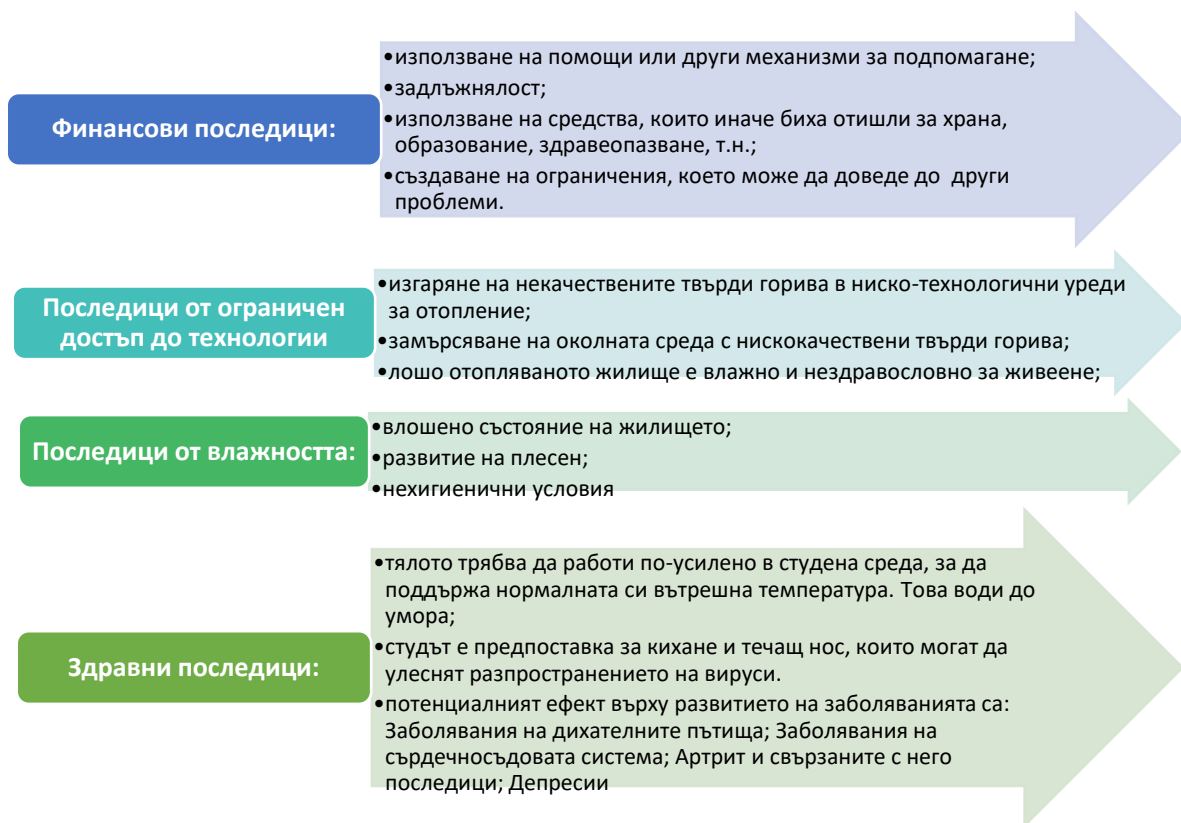 Финансови последици:
•използване на помощи или други механизми за подпомагане;
•задлъжнялост;
•използване на средства, които иначе биха отишли за храна,
образование, здравеопазване, т.н.;
•създаване на ограничения, което може да доведе до други
проблеми.
Последици от ограничен
достъп до технологии
•изгаряне на некачествените твърди горива в ниско-технологични уреди
за отопление;
•замърсяване на околната среда с нискокачествени твърди горива;
•лошо отопляваното жилище е влажно и нездравословно за живеене;
Последици от влажността:
•влошено състояние на жилището;
•развитие на плесен;
•нехигиенични условия
Здравни последици:
•тялото трябва да работи по-усилено в студена среда, за да
поддържа нормалната си вътрешна температура. Това води до
умора;
•студът е предпоставка за кихане и течащ нос, които могат да
улеснят разпространението на вируси.
•потенциалният ефект върху развитието на заболяванията са:
Заболявания на дихателните пътища; Заболявания на
сърдечносъдовата система; Артрит и свързаните с него
последици; Депресии